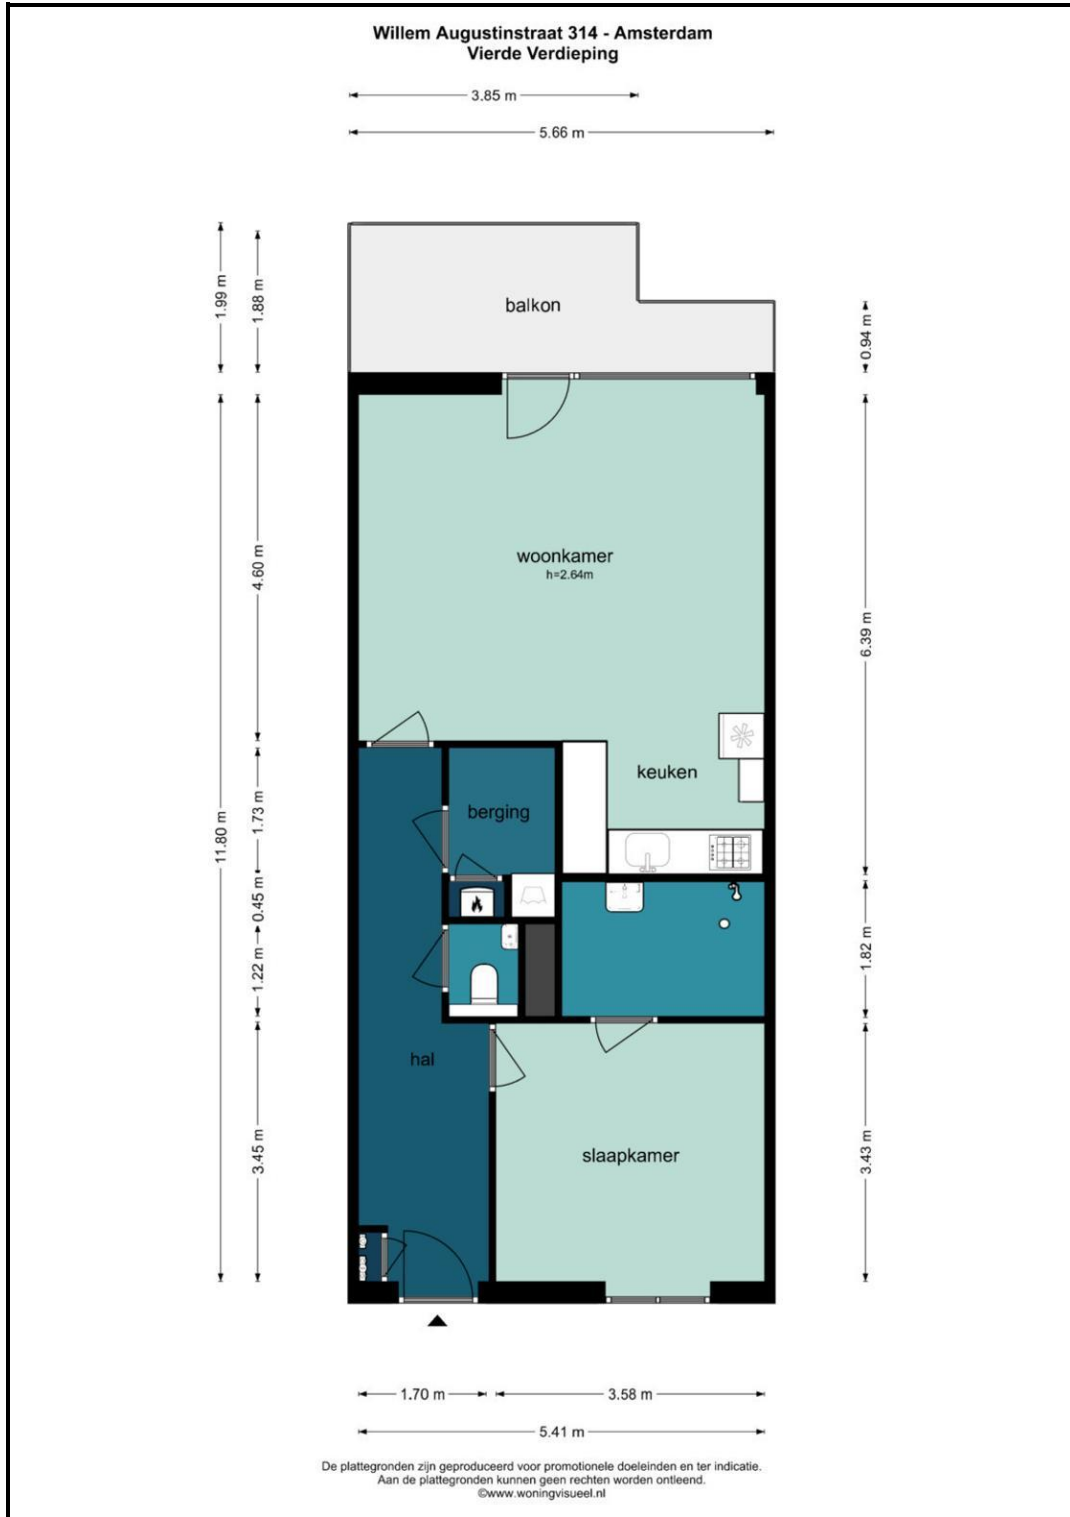 Willem Augustinstraat 314 - Amsterdam
Vierde Verdieping
3.85 m
5.66 m
1.99 m
1.88 m
0.94 m
balkon
woonkamer
h=2.64m
4.60 m
6.39 m
11.80 m
keuken
berging
1.73 m
0.45 m
1.22 m
1.82 m
hal
slaapkamer
3.45 m
3.43 m
1.70 m
3.58 m
5.41 m
De plattegronden zijn geproduceerd voor promotionele doeleinden en ter indicatie.
Aan de plattegronden kunnen geen rechten worden ontleend.
©www.woningvisueel.nl